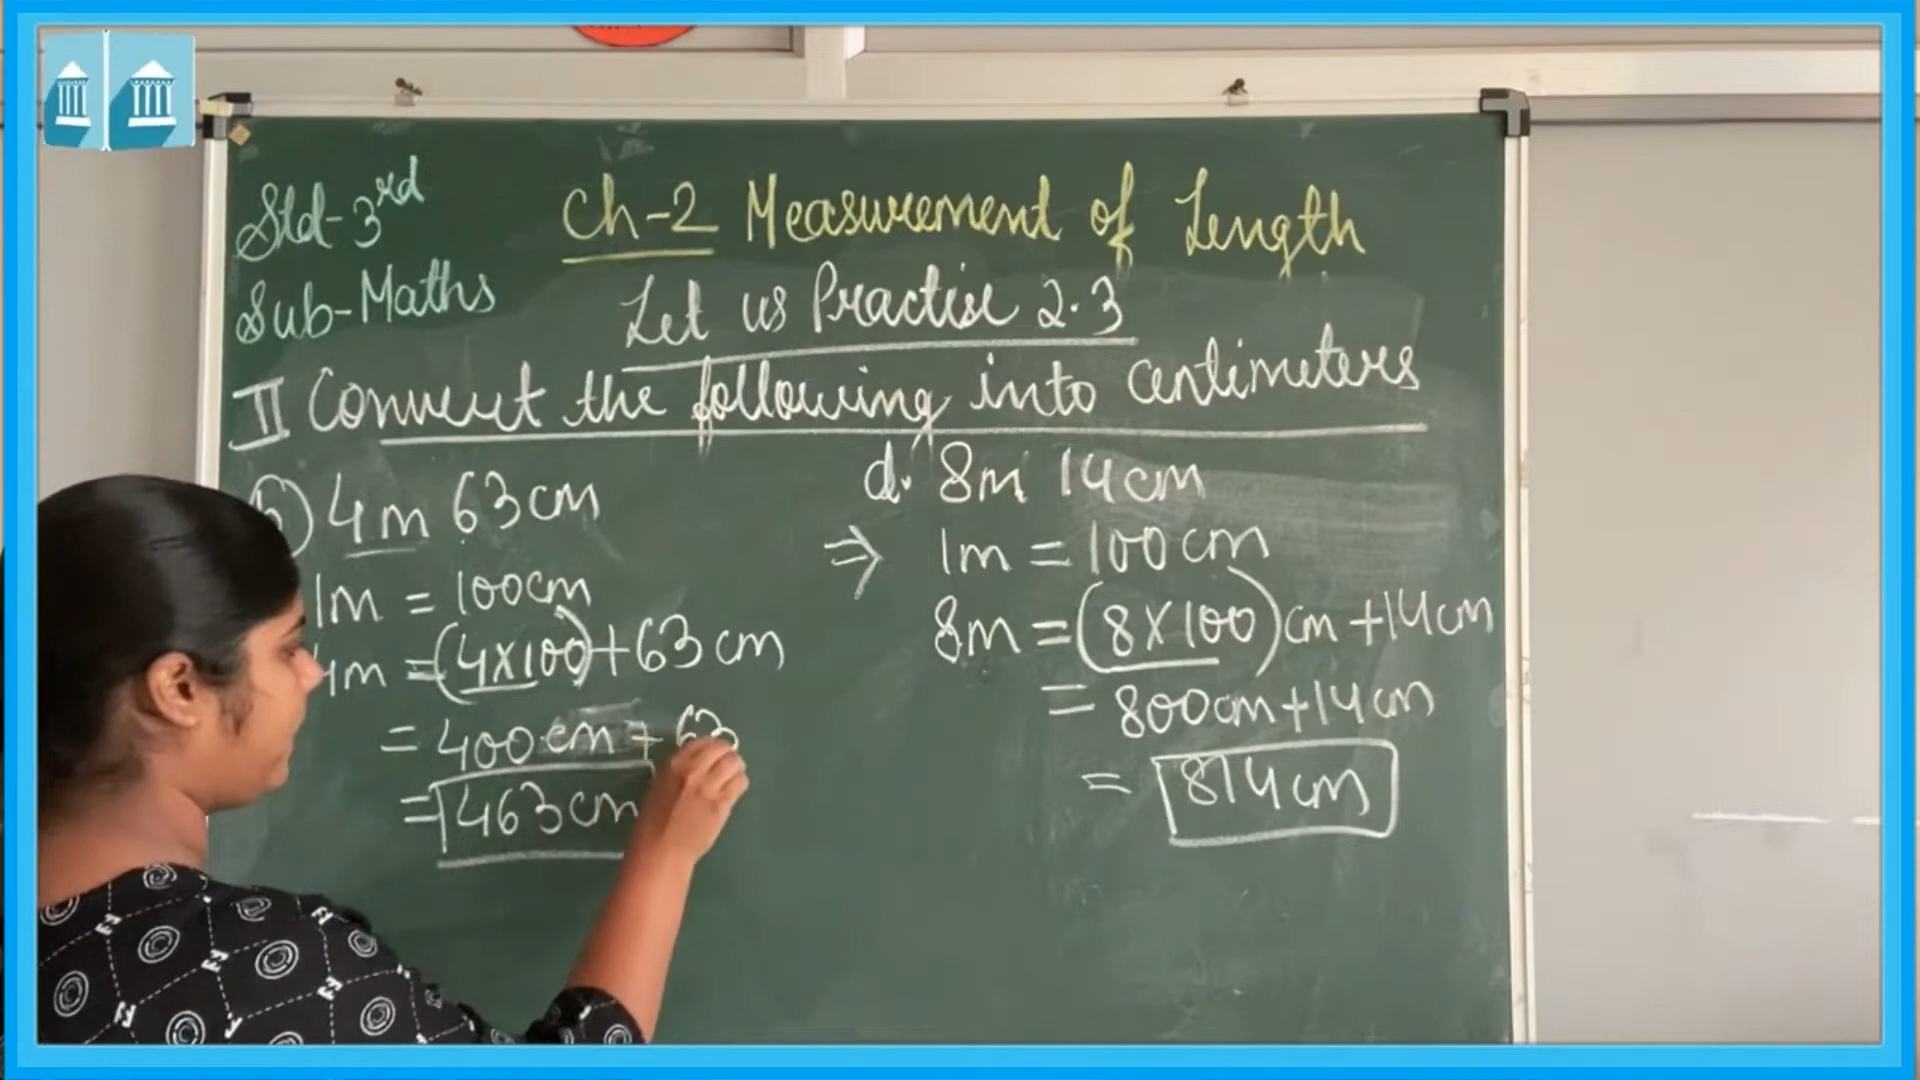 Std-3rd
Sub-Maths
Ch-2 Measurement of Length
Let us Practise 2.3
II Convert the following into centimeters
b) 4m 63cm
1m = 100cm
4m = (4x100)+63cm
= 400cm + 63
= 463cm
d. 8m 14cm
⇒ 1m = 100cm
8m = (8x100)cm+14cm
= 800cm+14cm
= 814cm